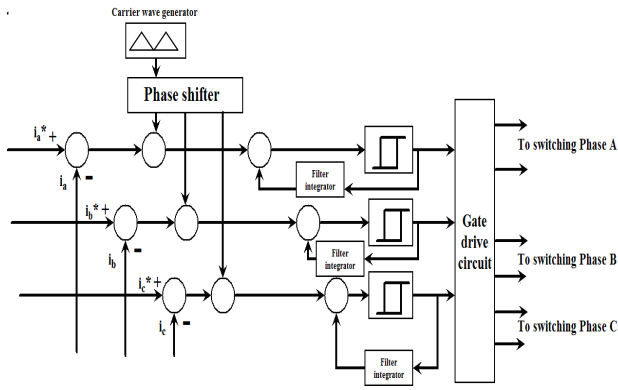 Carrier wave generator
Phase shifter
ia* +
ia -
To switching Phase A
Filter
integrator
ib* +
ib -
Gate
drive
circuit
Filter
integrator
To switching Phase B
ic* +
ic -
To switching Phase C
Filter
integrator